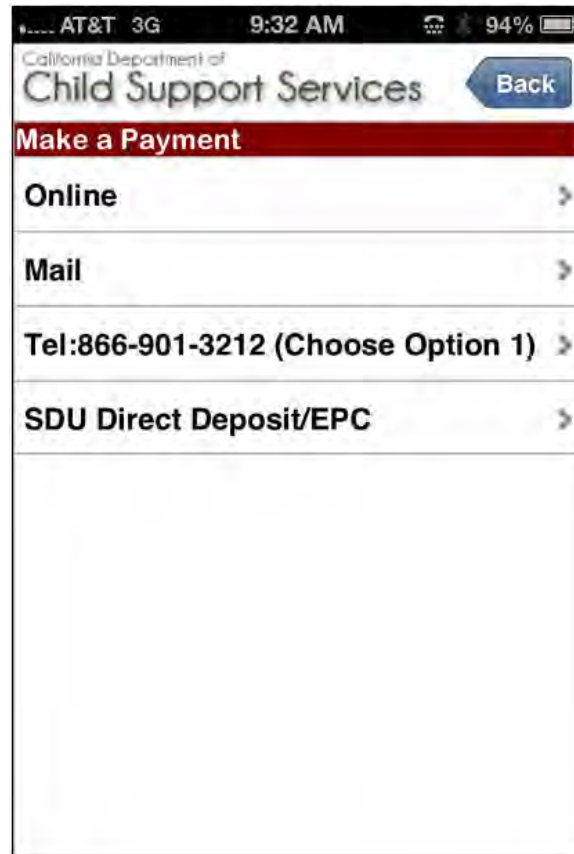 AT&T 3G 9:32 AM 94%
California Department of
Child Support Services
Back
Make a Payment
Online
Mail
Tel:866-901-3212 (Choose Option 1)
SDU Direct Deposit/EPC